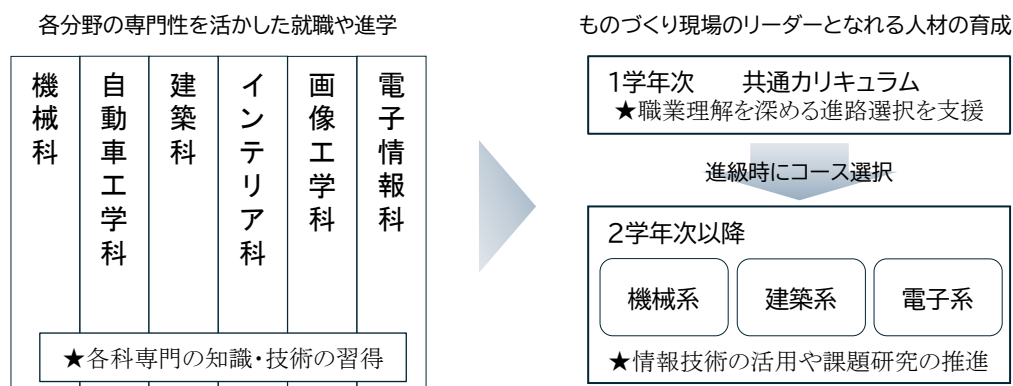 各分野の専門性を活かした就職や進学
機械科
自動車工学科
建築科
インテリア科
画像工学科
電子情報科
★各科専門の知識・技術の習得
ものづくり現場のリーダーとなれる人材の育成
1学年次 共通カリキュラム
★職業理解を深める進路選択を支援
進級時にコース選択
2学年次以降
機械系
建築系
電子系
★情報技術の活用や課題研究の推進